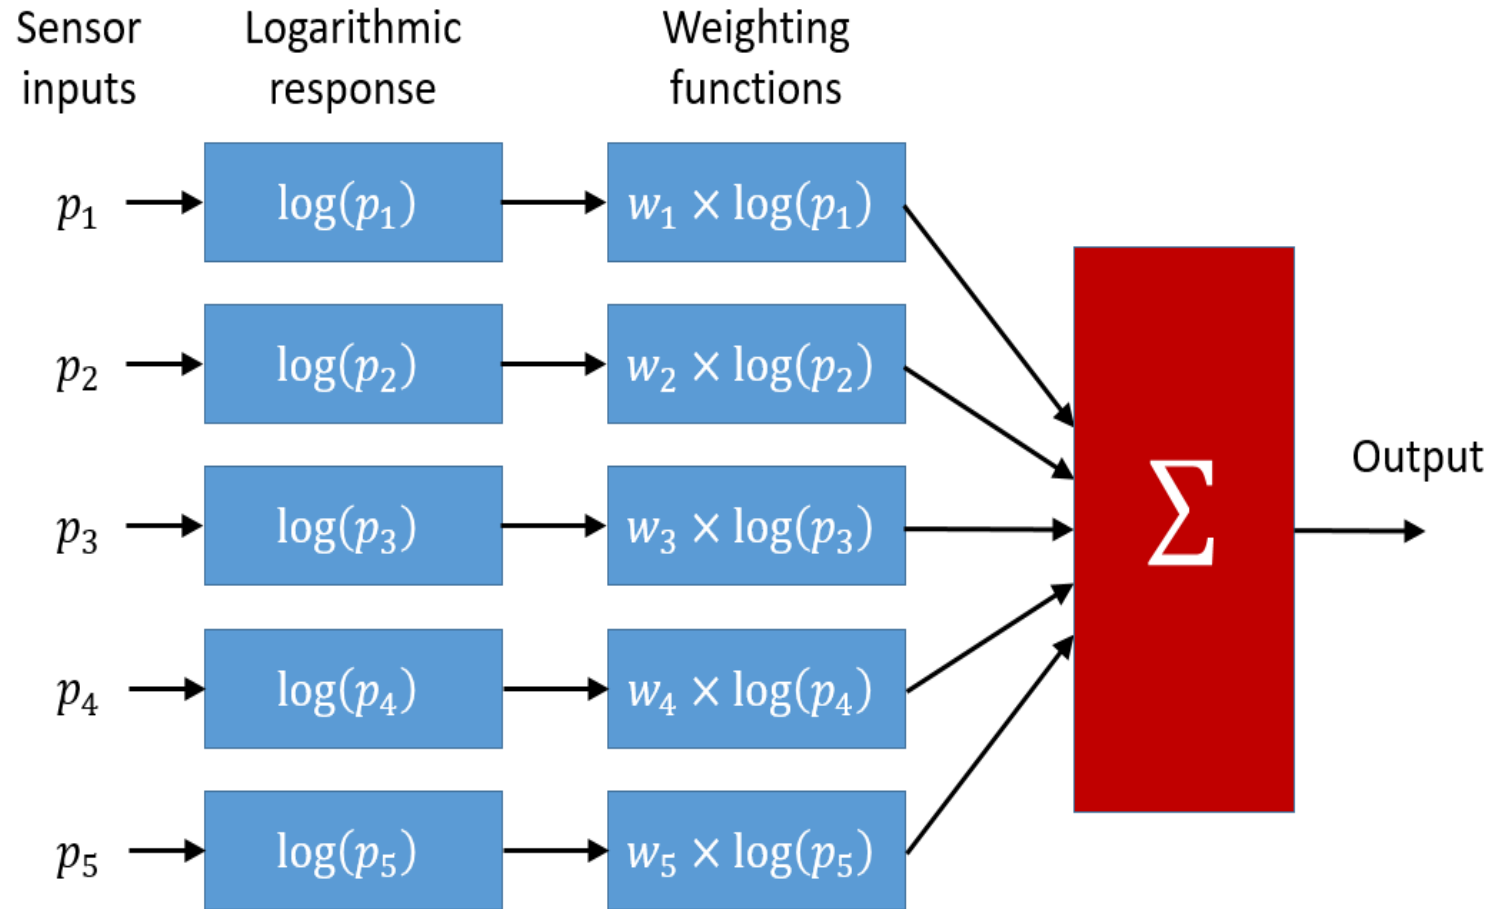 Sensor inputs
Logarithmic response
Weighting functions
p₁
log(p₁)
w₁ × log(p₁)
p₂
log(p₂)
w₂ × log(p₂)
p₃
log(p₃)
w₃ × log(p₃)
p₄
log(p₄)
w₄ × log(p₄)
p₅
log(p₅)
w₅ × log(p₅)
Σ
Output